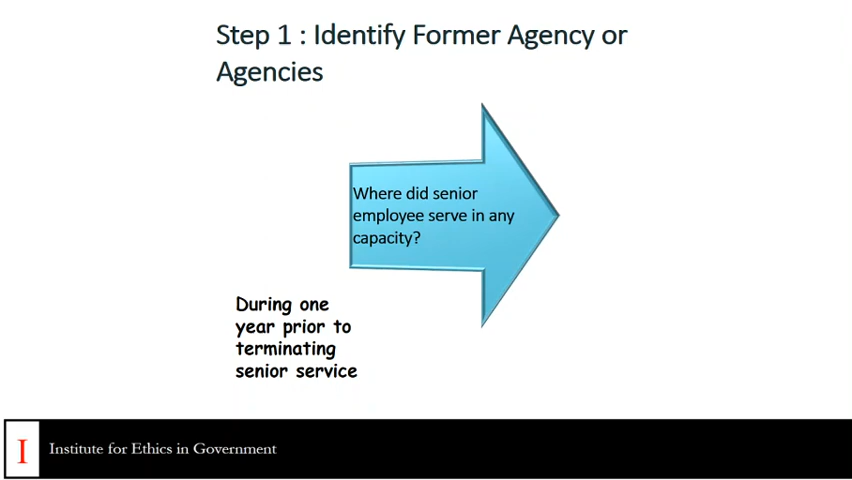 Step 1 : Identify Former Agency or
Agencies
Where did senior
employee serve in any
capacity?
During one
year prior to
terminating
senior service
I
Institute for Ethics in Government